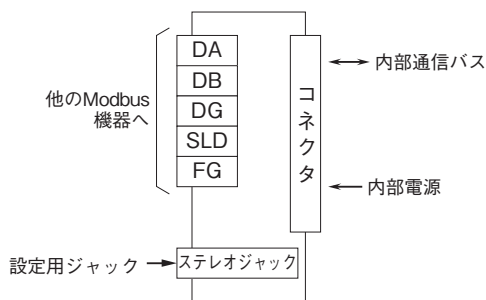 DA
DB
DG
SLD
FG
他のModbus
機器へ
コネクタ
内部通信バス
内部電源
設定用ジャック
ステレオジャック